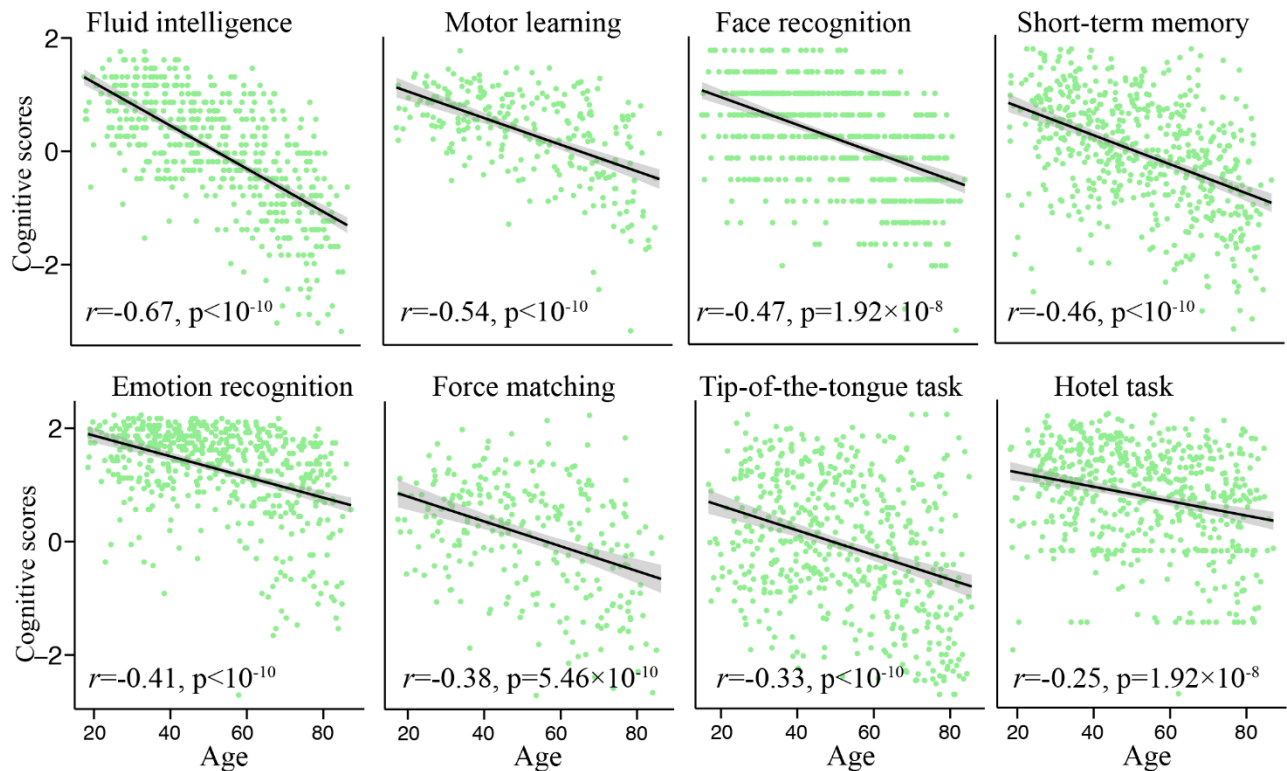 Fluid intelligence
Motor learning
Face recognition
Short-term memory
Cognitive scores
2
0
−2
r=-0.67, p<10⁻¹⁰
r=-0.54, p<10⁻¹⁰
r=-0.47, p=1.92×10⁻⁸
r=-0.46, p<10⁻¹⁰
Emotion recognition
Force matching
Tip-of-the-tongue task
Hotel task
Cognitive scores
2
0
−2
r=-0.41, p<10⁻¹⁰
r=-0.38, p=5.46×10⁻¹⁰
r=-0.33, p<10⁻¹⁰
r=-0.25, p=1.92×10⁻⁸
20 40 60 80
20 40 60 80
20 40 60 80
20 40 60 80
Age
Age
Age
Age